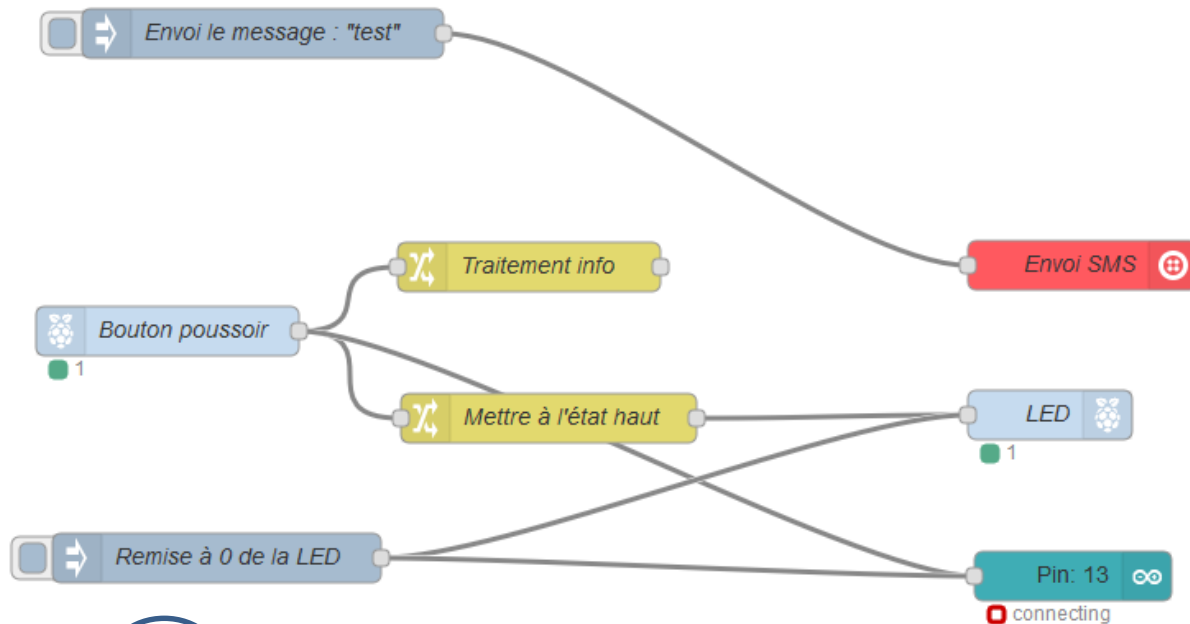 Envoi le message : "test"
Traitement info
Envoi SMS
Bouton poussoir
1
Mettre à l'état haut
LED
1
Remise à 0 de la LED
Pin: 13
connecting